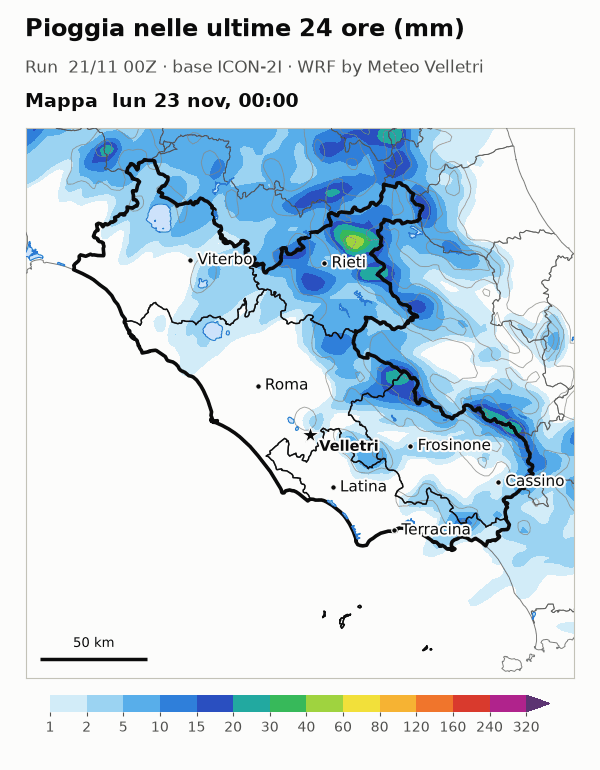 Pioggia nelle ultime 24 ore (mm)
Run  21/11 00Z · base ICON-2I · WRF by Meteo Velletri
Mappa  lun 23 nov, 00:00
Viterbo
Rieti
Roma
Velletri
Frosinone
Latina
Cassino
Terracina
50 km
1 2 5 10 15 20 30 40 60 80 120 160 240 320